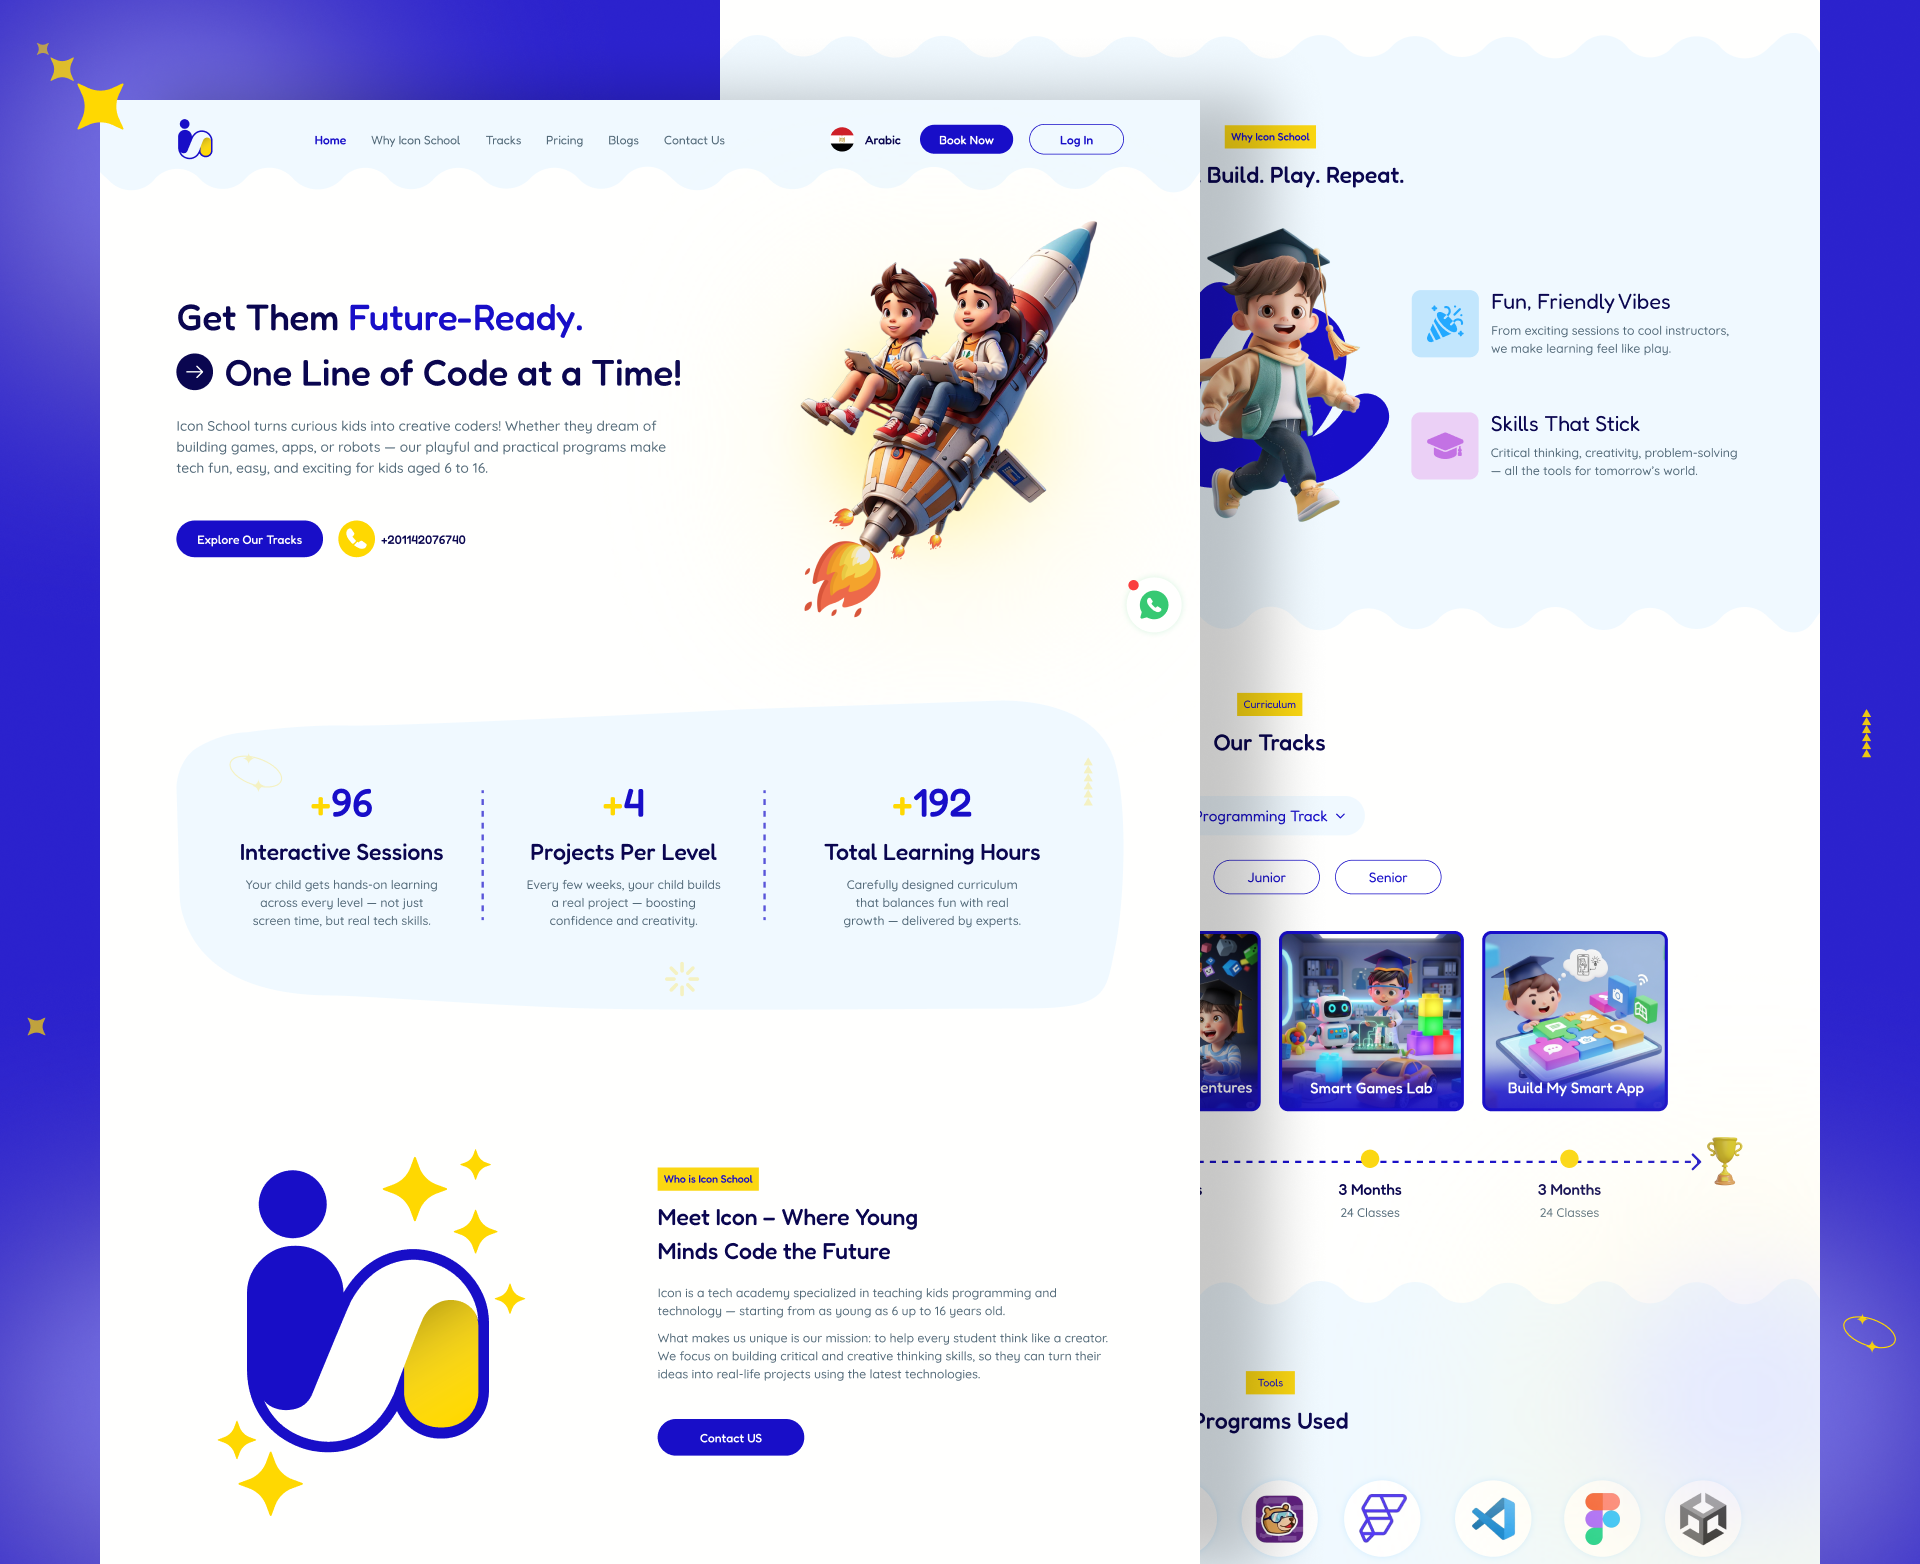 Home
Why Icon School
Tracks
Pricing
Blogs
Contact Us
Arabic
Book Now
Log In
Get Them Future-Ready.
One Line of Code at a Time!
Icon School turns curious kids into creative coders! Whether they dream of
building games, apps, or robots — our playful and practical programs make
tech fun, easy, and exciting for kids aged 6 to 16.
Explore Our Tracks
+201142076740
+96
Interactive Sessions
Your child gets hands-on learning
across every level — not just
screen time, but real tech skills.
+4
Projects Per Level
Every few weeks, your child builds
a real project — boosting
confidence and creativity.
+192
Total Learning Hours
Carefully designed curriculum
that balances fun with real
growth — delivered by experts.
Who is Icon School
Meet Icon – Where Young
Minds Code the Future
Icon is a tech academy specialized in teaching kids programming and
technology — starting from as young as 6 up to 16 years old.
What makes us unique is our mission: to help every student think like a creator.
We focus on building critical and creative thinking skills, so they can turn their
ideas into real-life projects using the latest technologies.
Contact US
Why Icon School
. Build. Play. Repeat.
Fun, Friendly Vibes
From exciting sessions to cool instructors,
we make learning feel like play.
Skills That Stick
Critical thinking, creativity, problem-solving
— all the tools for tomorrow's world.
Curriculum
Our Tracks
Programming Track
Junior
Senior
entures
Smart Games Lab
Build My Smart App
s
3 Months
24 Classes
3 Months
24 Classes
Tools
Programs Used